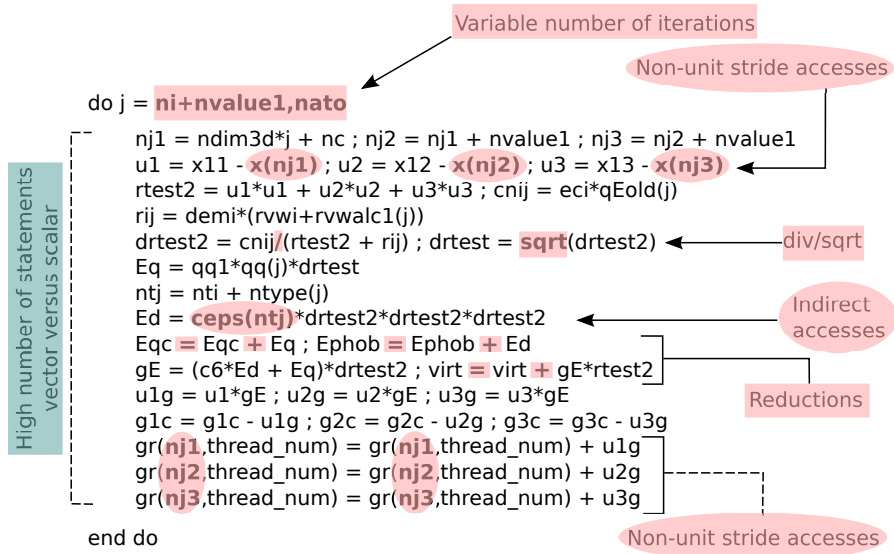 Variable number of iterations
Non-unit stride accesses
do j = ni+nvalue1,nato
nj1 = ndim3d*j + nc ; nj2 = nj1 + nvalue1 ; nj3 = nj2 + nvalue1
u1 = x11 - x(nj1) ; u2 = x12 - x(nj2) ; u3 = x13 - x(nj3)
rtest2 = u1*u1 + u2*u2 + u3*u3 ; cnij = eci*qEold(j)
rij = demi*(rvwi+rvwalc1(j))
drtest2 = cnij/(rtest2 + rij) ; drtest = sqrt(drtest2)
div/sqrt
Eq = qq1*qq(j)*drtest
ntj = nti + ntype(j)
Ed = ceps(ntj)*drtest2*drtest2*drtest2
Indirect
accesses
Eqc = Eqc + Eq ; Ephob = Ephob + Ed
gE = (c6*Ed + Eq)*drtest2 ; virt = virt + gE*rtest2
u1g = u1*gE ; u2g = u2*gE ; u3g = u3*gE
Reductions
g1c = g1c - u1g ; g2c = g2c - u2g ; g3c = g3c - u3g
gr(nj1,thread_num) = gr(nj1,thread_num) + u1g
gr(nj2,thread_num) = gr(nj2,thread_num) + u2g
gr(nj3,thread_num) = gr(nj3,thread_num) + u3g
end do
Non-unit stride accesses
High number of statements
vector versus scalar